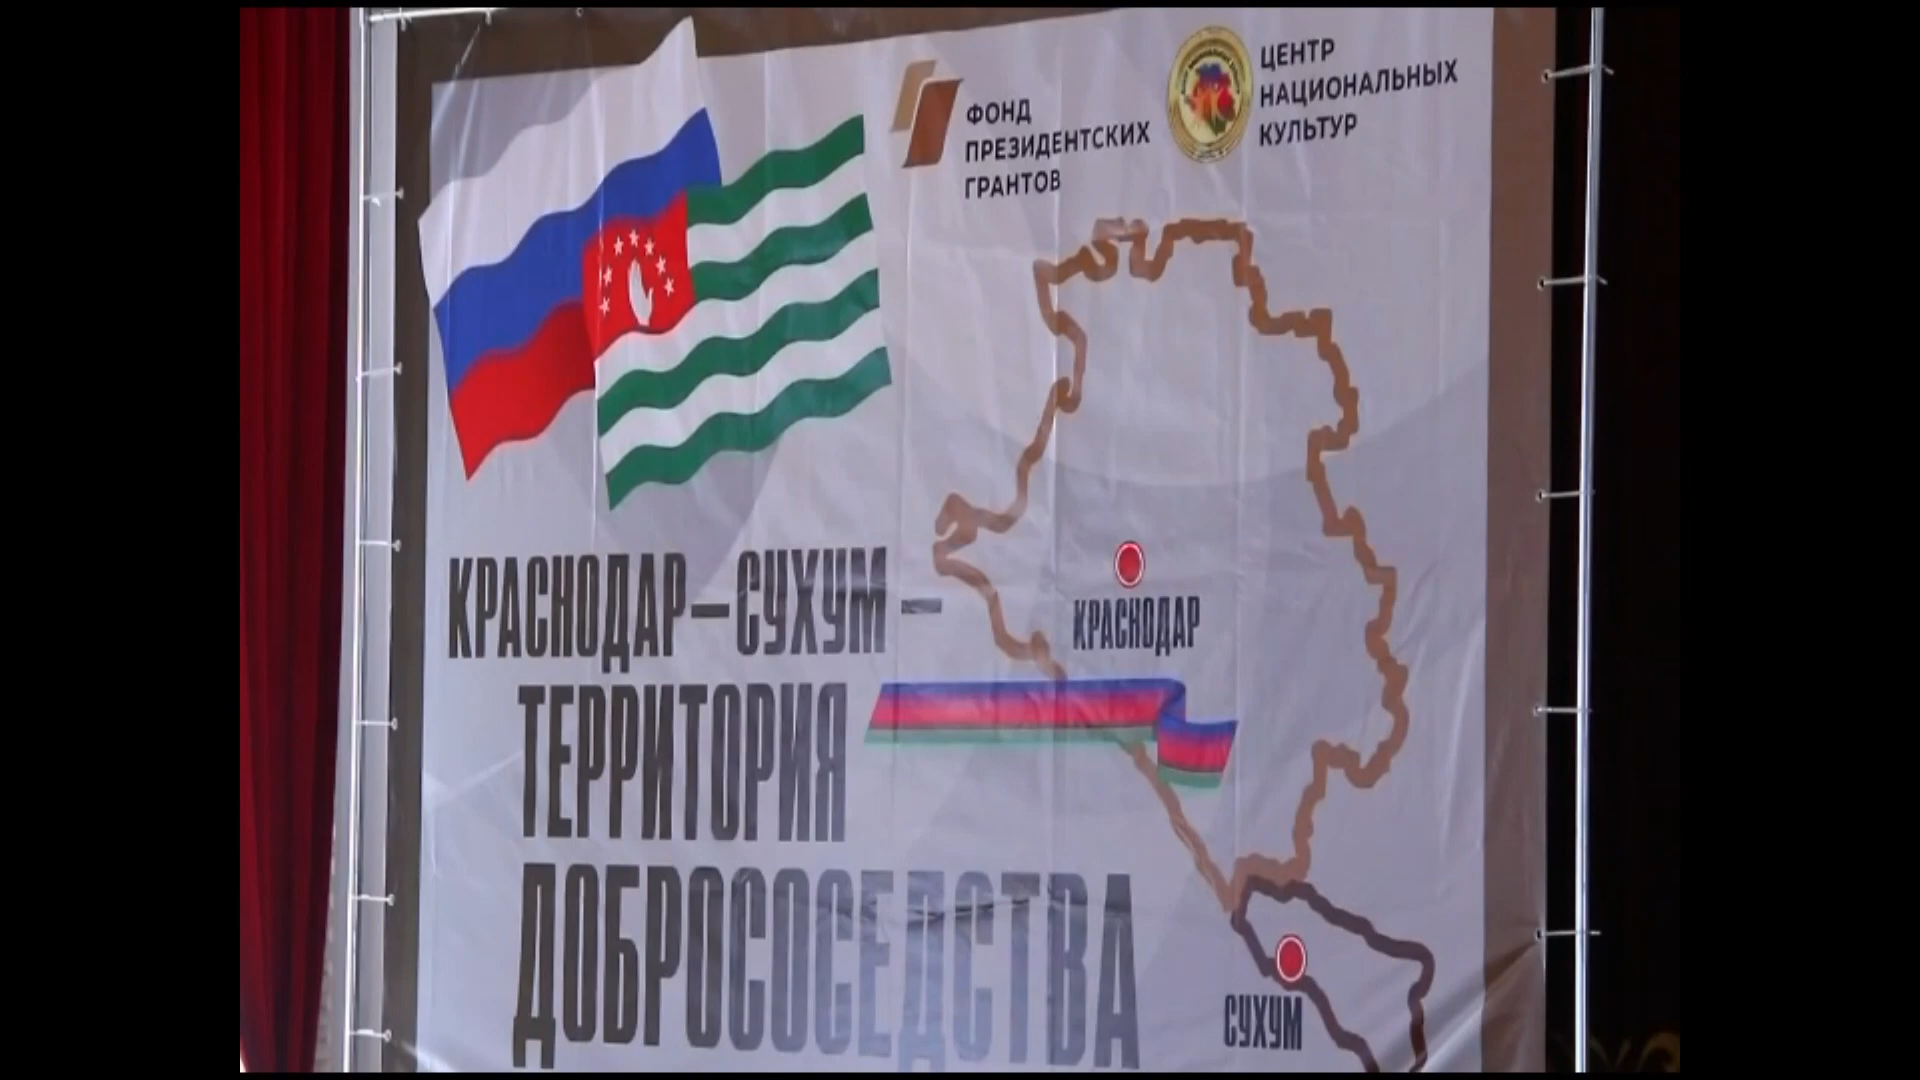 ФОНД
ПРЕЗИДЕНТСКИХ
ГРАНТОВ
ЦЕНТР
НАЦИОНАЛЬНЫХ
КУЛЬТУР
КРАСНОДАР–СУХУМ –
ТЕРРИТОРИЯ
ДОБРОСОСЕДСТВА
КРАСНОДАР
СУХУМ